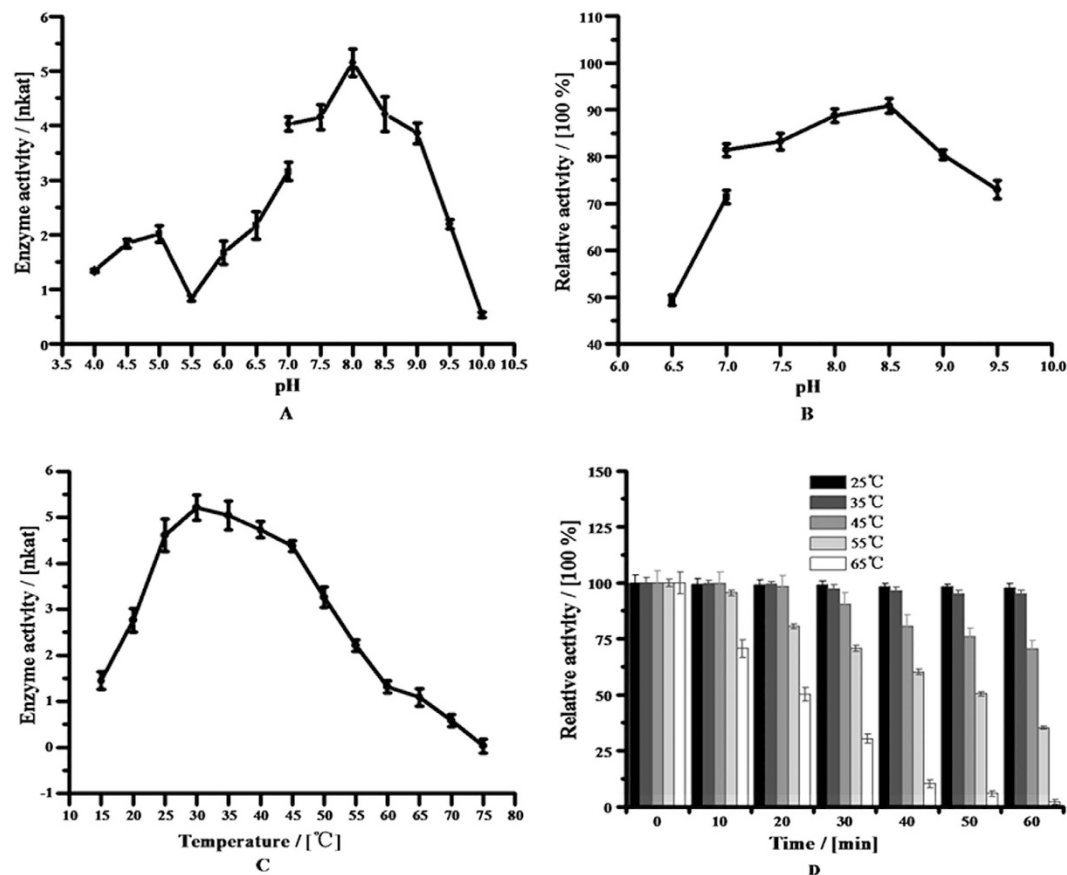 6
5
4
3
2
1
0
Enzyme activity / [nkat]
3.5 4.0 4.5 5.0 5.5 6.0 6.5 7.0 7.5 8.0 8.5 9.0 9.5 10.0 10.5
pH
A
110
100
90
80
70
60
50
40
Relative activity / [100 %]
6.0 6.5 7.0 7.5 8.0 8.5 9.0 9.5 10.0
pH
B
6
5
4
3
2
1
0
-1
Enzyme activity / [nkat]
10 15 20 25 30 35 40 45 50 55 60 65 70 75 80
Temperature / [℃]
C
150
125
100
75
50
25
0
Relative activity / [100 %]
25℃
35℃
45℃
55℃
65℃
0 10 20 30 40 50 60
Time / [min]
D